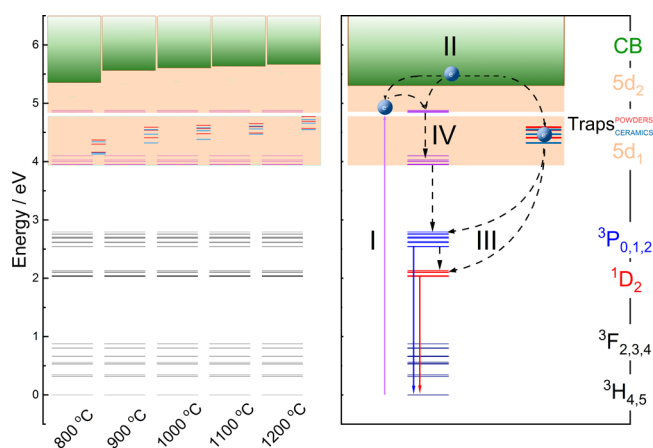 Energy / eV
6
5
4
3
2
1
0
800 °C
900 °C
1000 °C
1100 °C
1200 °C
I
II
III
IV
e
e
e
CB
5d₂
Traps
POWDERS
CERAMICS
5d₁
³P₀,₁,₂
¹D₂
³F₂,₃,₄
³H₄,₅